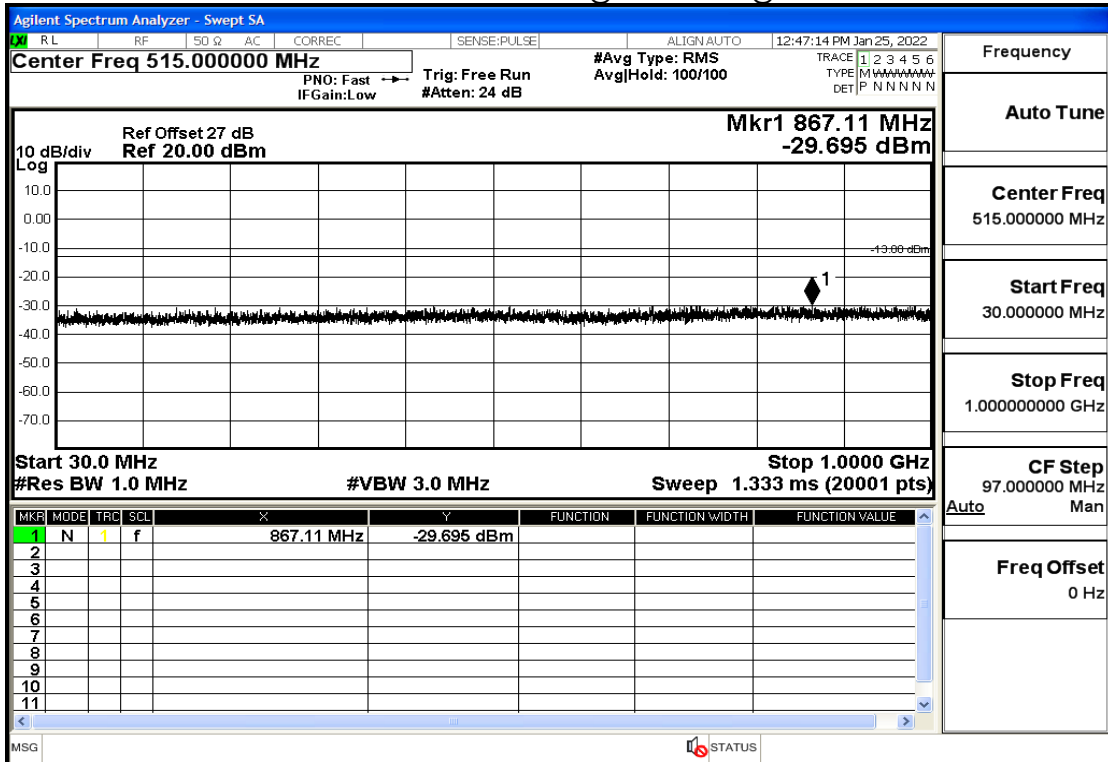 Agilent Spectrum Analyzer - Swept SA
LXI RL RF 50 Ω AC CORREC SENSE:PULSE ALIGN AUTO 12:47:14 PM Jan 25, 2022
Center Freq 515.000000 MHz
PNO: Fast
IFGain:Low
Trig: Free Run
#Atten: 24 dB
#Avg Type: RMS
Avg|Hold: 100/100
TRACE 1 2 3 4 5 6
TYPE M WWWWW
DET P N N N N N
Ref Offset 27 dB
10 dB/div Ref 20.00 dBm
Log
Mkr1 867.11 MHz
-29.695 dBm
10.0
0.00
-10.0
-13.00 dBm
-20.0
1
-30.0
-40.0
-50.0
-60.0
-70.0
Start 30.0 MHz Stop 1.0000 GHz
#Res BW 1.0 MHz #VBW 3.0 MHz Sweep 1.333 ms (20001 pts)
MKR MODE TRC SCL X Y FUNCTION FUNCTION WIDTH FUNCTION VALUE
1 N 1 f 867.11 MHz -29.695 dBm
2
3
4
5
6
7
8
9
10
11
MSG STATUS
Frequency
Auto Tune
Center Freq
515.000000 MHz
Start Freq
30.000000 MHz
Stop Freq
1.000000000 GHz
CF Step
97.000000 MHz
Auto Man
Freq Offset
0 Hz